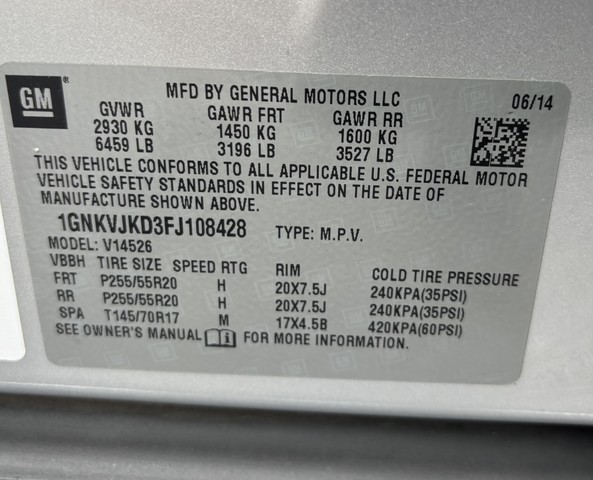 GM
MFD BY GENERAL MOTORS LLC 06/14
GVWR GAWR FRT GAWR RR
2930 KG 1450 KG 1600 KG
6459 LB 3196 LB 3527 LB
THIS VEHICLE CONFORMS TO ALL APPLICABLE U.S. FEDERAL MOTOR
VEHICLE SAFETY STANDARDS IN EFFECT ON THE DATE OF
MANUFACTURE SHOWN ABOVE.
1GNKVJKD3FJ108428 TYPE: M.P.V.
MODEL: V14526
VBBH TIRE SIZE SPEED RTG RIM COLD TIRE PRESSURE
FRT P255/55R20 H 20X7.5J 240KPA(35PSI)
RR P255/55R20 H 20X7.5J 240KPA(35PSI)
SPA T145/70R17 M 17X4.5B 420KPA(60PSI)
SEE OWNER'S MANUAL FOR MORE INFORMATION.